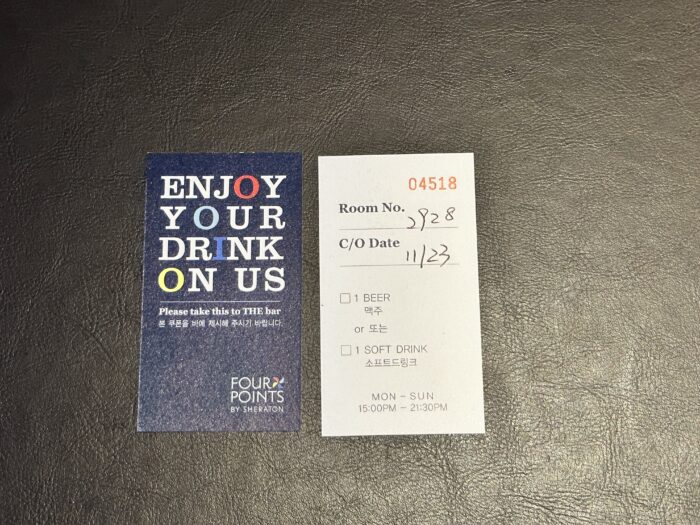 ENJOY
YOUR
DRINK
ON US
Please take this to THE bar
본 쿠폰을 바에 제시해 주시기 바랍니다.
FOUR POINTS
BY SHERATON
04518
Room No. 2928
C/O Date 11/23
1 BEER
맥주
or 또는
1 SOFT DRINK
소프트드링크
MON - SUN
15:00PM - 21:30PM